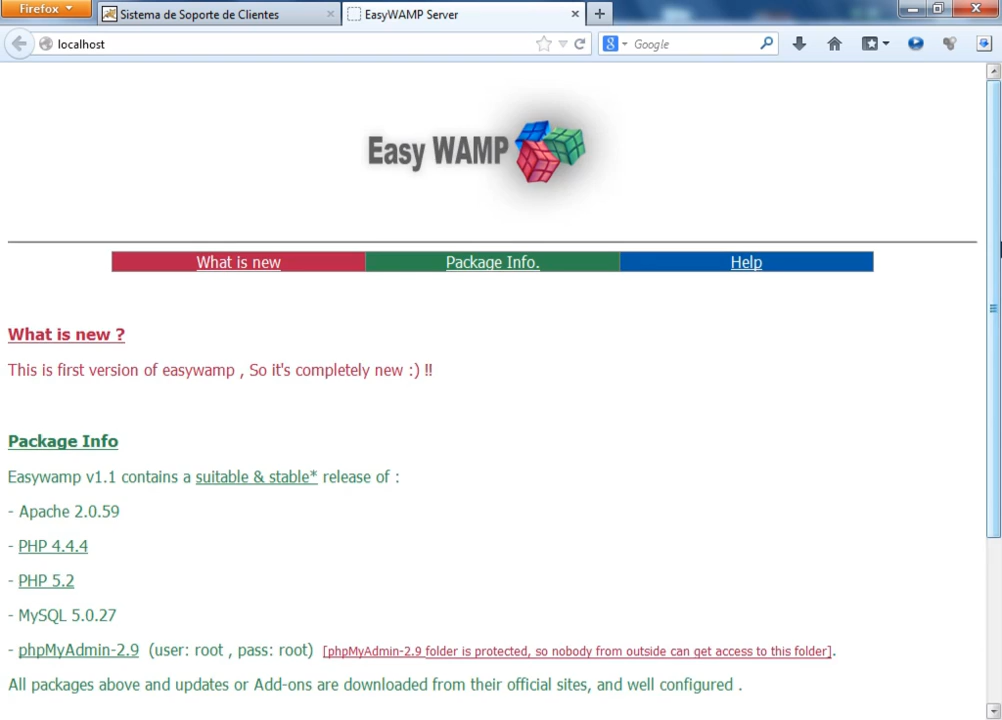 Firefox
Sistema de Soporte de Clientes
EasyWAMP Server
localhost
Google
Easy WAMP
What is new
Package Info.
Help
What is new ?
This is first version of easywamp , So it's completely new :) !!
Package Info
Easywamp v1.1 contains a suitable & stable* release of :
- Apache 2.0.59
- PHP 4.4.4
- PHP 5.2
- MySQL 5.0.27
- phpMyAdmin-2.9 (user: root , pass: root) [phpMyAdmin-2.9 folder is protected, so nobody from outside can get access to this folder].
All packages above and updates or Add-ons are downloaded from their official sites, and well configured .